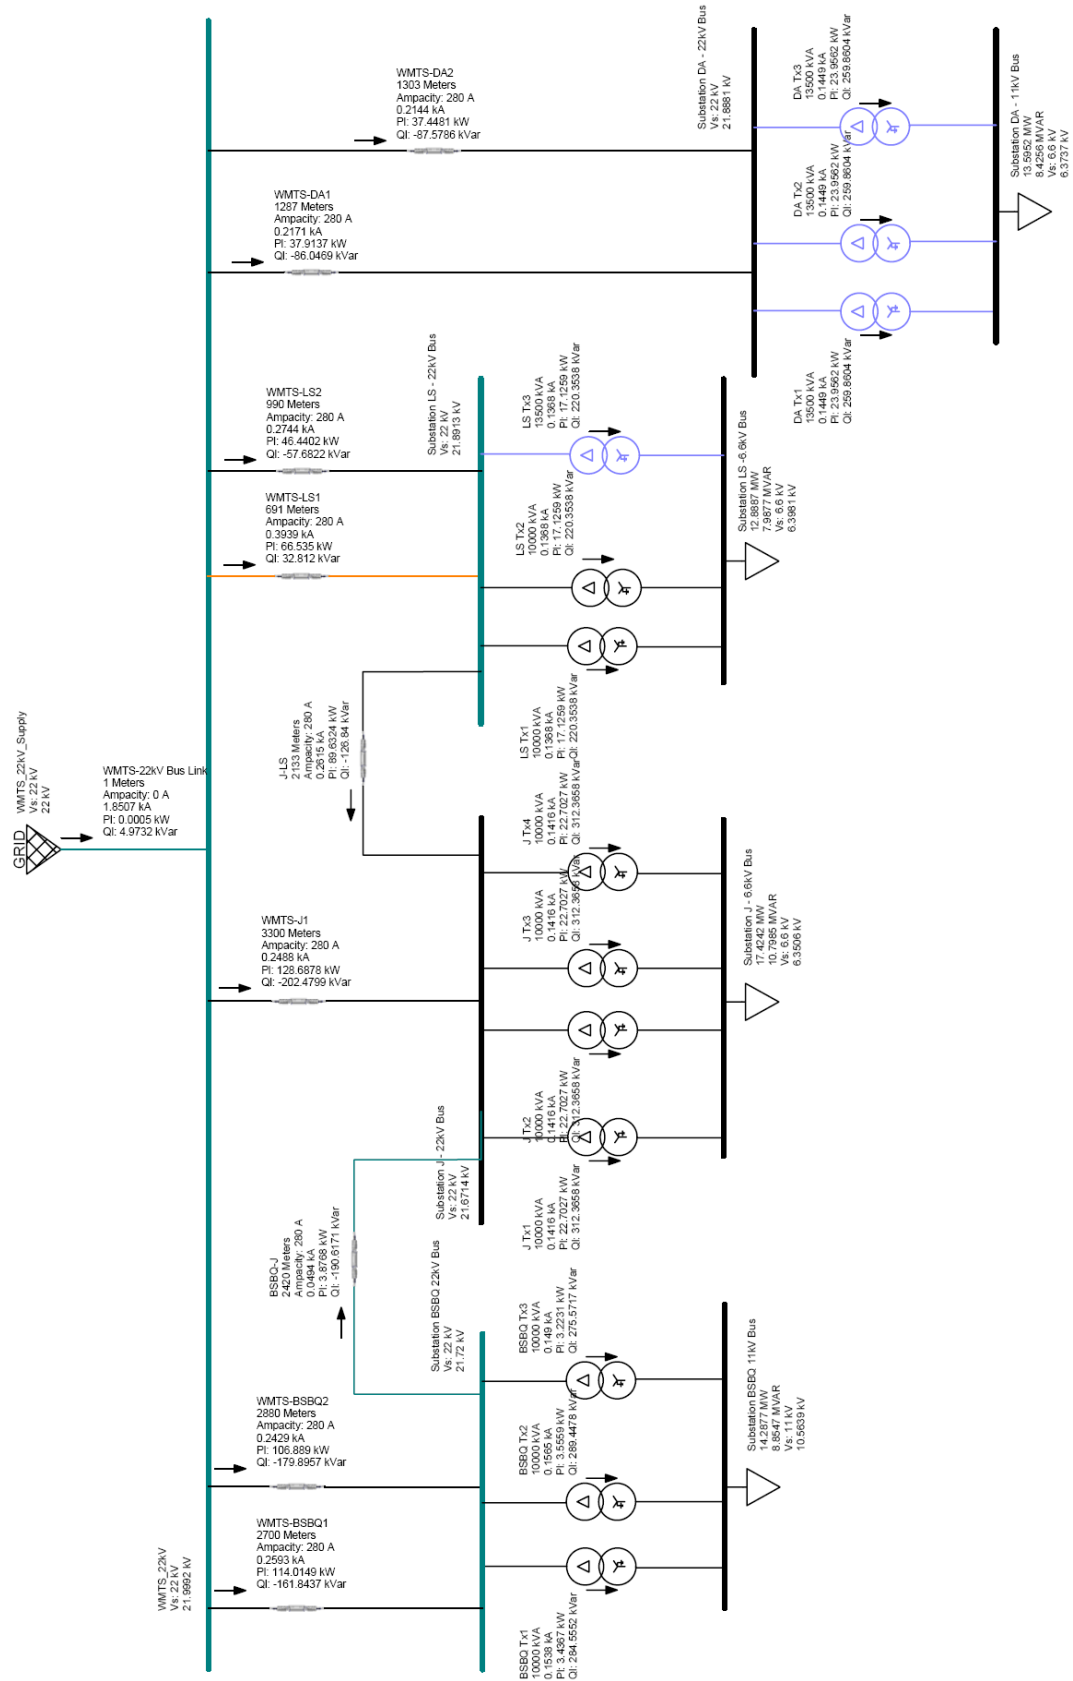 GRID
WMTS_22kV_Supply
Vs: 22 kV
22 kV
WMTS-22kV Bus Link
1 Meters
Ampacity: 0 A
1.8507 kA
Pl: 0.0005 kW
Ql: 4.9732 kVar
WMTS-DA2
1303 Meters
Ampacity: 280 A
0.2144 kA
Pl: 37.4481 kW
Ql: -87.5786 kVar
WMTS-DA1
1287 Meters
Ampacity: 280 A
0.2171 kA
Pl: 37.9137 kW
Ql: -86.0469 kVar
WMTS-LS2
990 Meters
Ampacity: 280 A
0.2744 kA
Pl: 46.4402 kW
Ql: -57.6822 kVar
WMTS-LS1
691 Meters
Ampacity: 280 A
0.3939 kA
Pl: 66.535 kW
Ql: 32.812 kVar
J-LS
2133 Meters
Ampacity: 280 A
0.2615 kA
Pl: 89.6324 kW
Ql: -126.84 kVar
WMTS-J1
3300 Meters
Ampacity: 280 A
0.2488 kA
Pl: 128.6878 kW
Ql: -202.4799 kVar
BSBQ-J
2420 Meters
Ampacity: 280 A
0.0494 kA
Pl: 3.8768 kW
Ql: -190.6171 kVar
WMTS-BSBQ2
2880 Meters
Ampacity: 280 A
0.2429 kA
Pl: 106.889 kW
Ql: -179.8957 kVar
WMTS-BSBQ1
2700 Meters
Ampacity: 280 A
0.2593 kA
Pl: 114.0149 kW
Ql: -161.8437 kVar
WMTS_22kV
Vs: 22 kV
21.9992 kV
Substation DA - 22kV Bus
Vs: 22 kV
21.8881 kV
Substation LS - 22kV Bus
Vs: 22 kV
21.8913 kV
Substation J - 22kV Bus
Vs: 22 kV
21.6714 kV
Substation BSBQ 22kV Bus
Vs: 22 kV
21.72 kV
DA Tx3
13500 kVA
0.1449 kA
Pl: 23.9562 kW
Ql: 259.8604 kVar
DA Tx2
13500 kVA
0.1449 kA
Pl: 23.9562 kW
Ql: 259.8604 kVar
DA Tx1
13500 kVA
0.1449 kA
Pl: 23.9562 kW
Ql: 259.8604 kVar
Substation DA - 11kV Bus
13.5952 MW
8.4256 MVAR
Vs: 6.6 kV
6.3737 kV
LS Tx3
13500 kVA
0.1368 kA
Pl: 17.1259 kW
Ql: 220.3538 kVar
LS Tx2
10000 kVA
0.1368 kA
Pl: 17.1259 kW
Ql: 220.3538 kVar
LS Tx1
10000 kVA
0.1368 kA
Pl: 17.1259 kW
Ql: 220.3538 kVar
Substation LS -6.6kV Bus
12.8887 MW
7.9877 MVAR
Vs: 6.6 kV
6.3981 kV
J Tx4
10000 kVA
0.1416 kA
Pl: 22.7027 kW
Ql: 312.3658 kVar
J Tx3
10000 kVA
0.1416 kA
Pl: 22.7027 kW
Ql: 312.3658 kVar
J Tx2
10000 kVA
0.1416 kA
Pl: 22.7027 kW
Ql: 312.3658 kVar
J Tx1
10000 kVA
0.1416 kA
Pl: 22.7027 kW
Ql: 312.3658 kVar
Substation J - 6.6kV Bus
17.4242 MW
10.7985 MVAR
Vs: 6.6 kV
6.3506 kV
BSBQ Tx3
10000 kVA
0.149 kA
Pl: 3.2231 kW
Ql: 275.5717 kVar
BSBQ Tx2
10000 kVA
0.1565 kA
Pl: 3.5559 kW
Ql: 289.4478 kVar
BSBQ Tx1
10000 kVA
0.1538 kA
Pl: 3.4367 kW
Ql: 284.5552 kVar
Substation BSBQ 11kV Bus
14.2877 MW
8.8547 MVAR
Vs: 11 kV
10.5639 kV